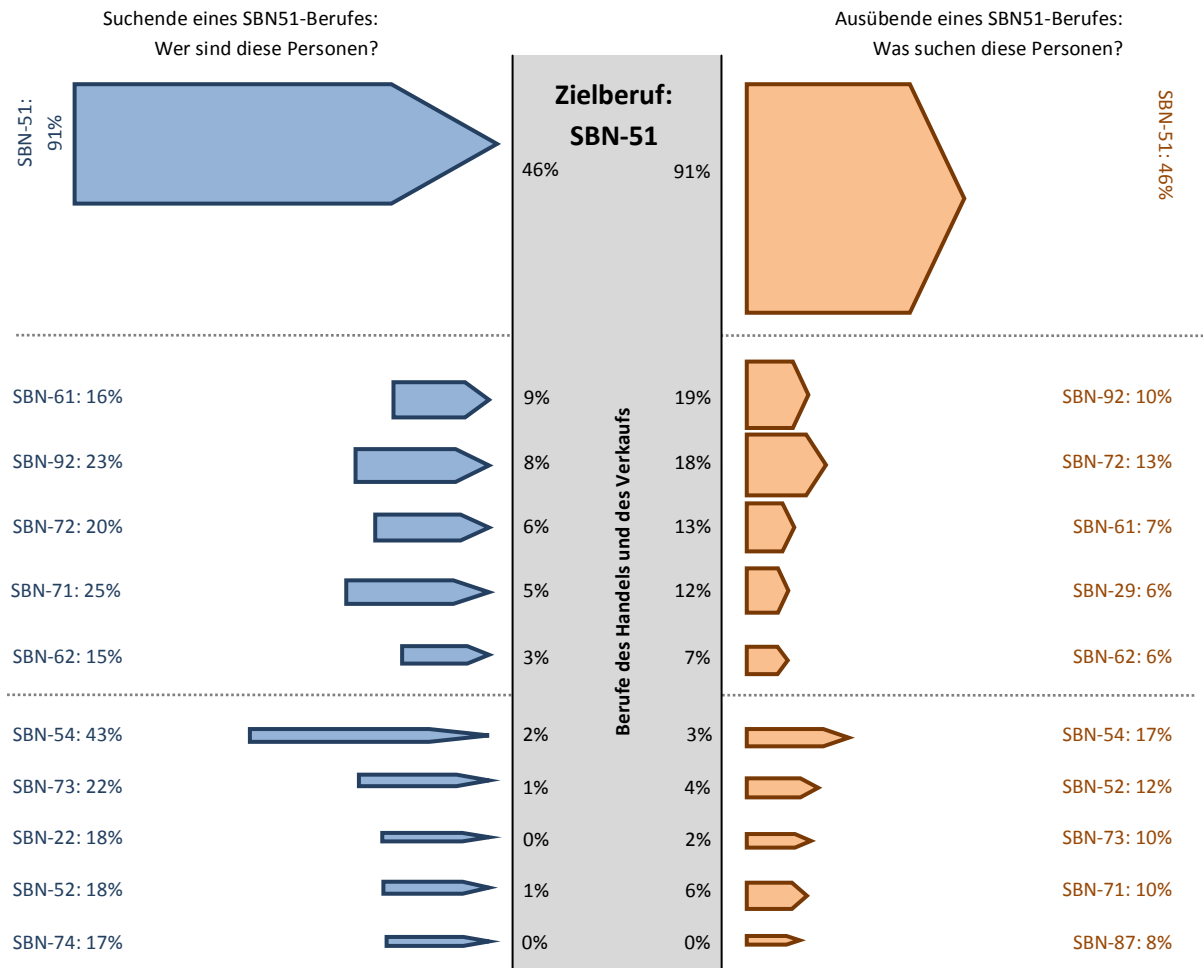 Suchende eines SBN51-Berufes:
Wer sind diese Personen?
Ausübende eines SBN51-Berufes:
Was suchen diese Personen?
SBN-51:
91%
Zielberuf:
SBN-51
46%
91%
SBN-51: 46%
SBN-61: 16%
9%
19%
SBN-92: 10%
SBN-92: 23%
8%
18%
SBN-72: 13%
SBN-72: 20%
6%
13%
SBN-61: 7%
SBN-71: 25%
5%
12%
SBN-29: 6%
SBN-62: 15%
3%
7%
SBN-62: 6%
Berufe des Handels und des Verkaufs
SBN-54: 43%
2%
3%
SBN-54: 17%
SBN-73: 22%
1%
4%
SBN-52: 12%
SBN-22: 18%
0%
2%
SBN-73: 10%
SBN-52: 18%
1%
6%
SBN-71: 10%
SBN-74: 17%
0%
0%
SBN-87: 8%